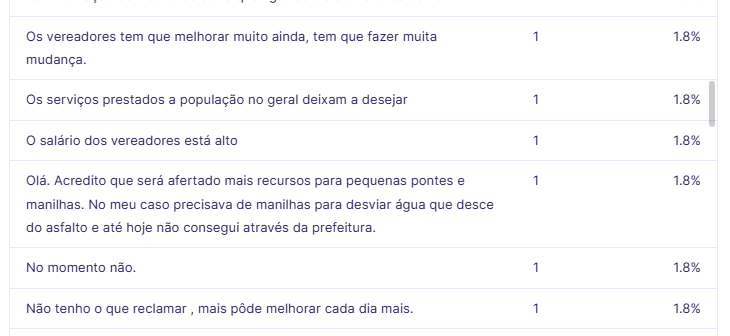 Os vereadores tem que melhorar muito ainda, tem que fazer muita 1 1.8%
mudança.
Os serviços prestados a população no geral deixam a desejar 1 1.8%
O salário dos vereadores está alto 1 1.8%
Olá. Acredito que será afertado mais recursos para pequenas pontes e 1 1.8%
manilhas. No meu caso precisava de manilhas para desviar água que desce
do asfalto e até hoje não consegui através da prefeitura.
No momento não. 1 1.8%
Não tenho o que reclamar , mais pôde melhorar cada dia mais. 1 1.8%